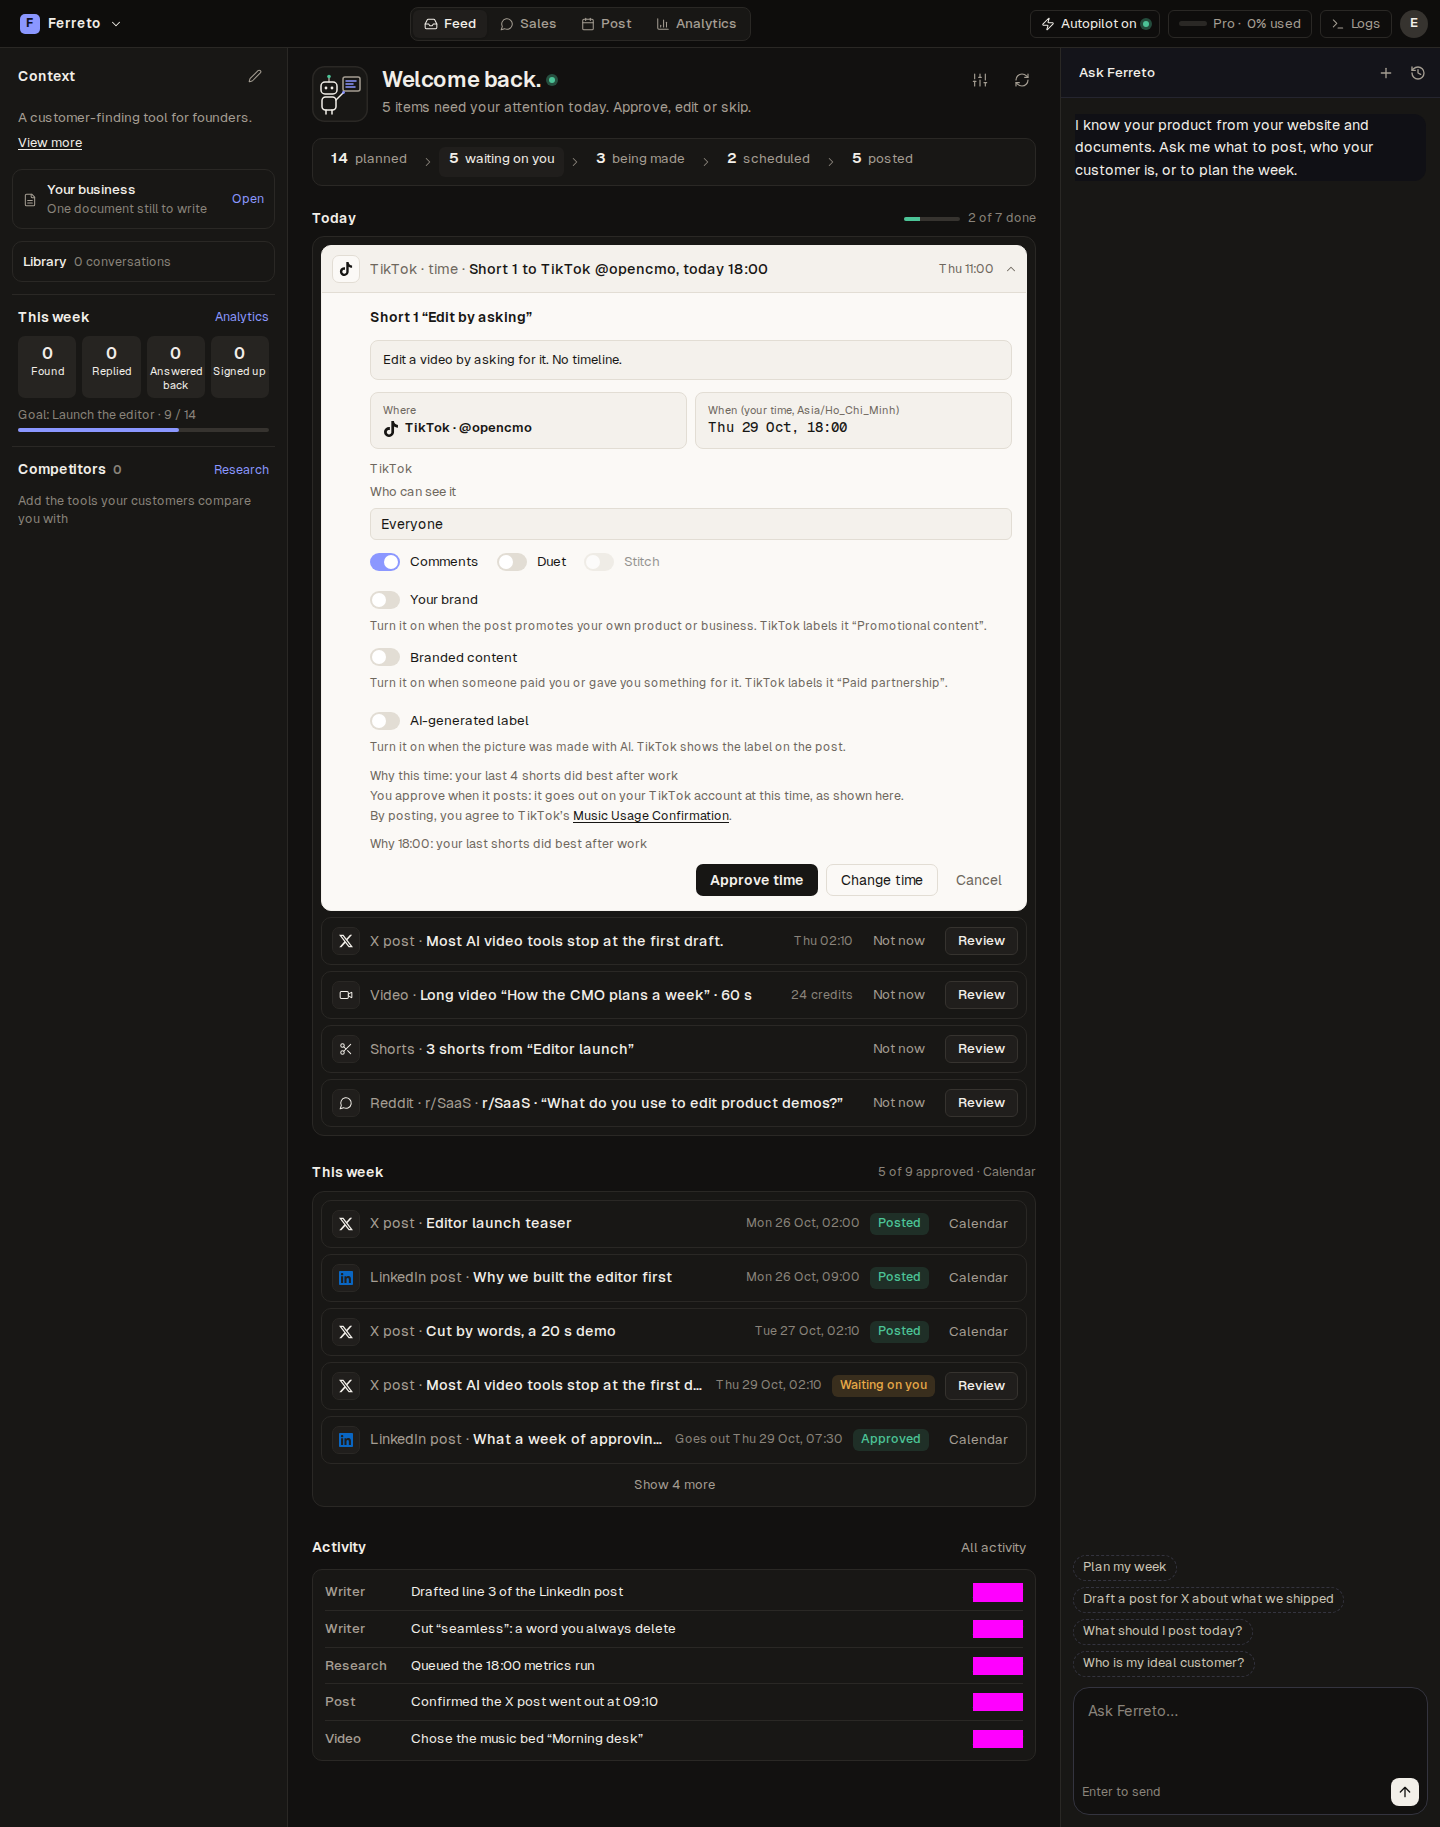 F Ferreto
Feed Sales Post Analytics
Autopilot on
Pro · 0% used
Logs
E
Context
A customer-finding tool for founders.
View more
Your business
One document still to write
Open
Library 0 conversations
This week Analytics
0 Found
0 Replied
0 Answered back
0 Signed up
Goal: Launch the editor · 9 / 14
Competitors 0 Research
Add the tools your customers compare
you with
Welcome back.
5 items need your attention today. Approve, edit or skip.
14 planned 5 waiting on you 3 being made 2 scheduled 5 posted
Today 2 of 7 done
TikTok · time · Short 1 to TikTok @opencmo, today 18:00 Thu 11:00
Short 1 “Edit by asking”
Edit a video by asking for it. No timeline.
Where
TikTok · @opencmo
When (your time, Asia/Ho_Chi_Minh)
Thu 29 Oct, 18:00
TikTok
Who can see it
Everyone
Comments Duet Stitch
Your brand
Turn it on when the post promotes your own product or business. TikTok labels it “Promotional content”.
Branded content
Turn it on when someone paid you or gave you something for it. TikTok labels it “Paid partnership”.
AI-generated label
Turn it on when the picture was made with AI. TikTok shows the label on the post.
Why this time: your last 4 shorts did best after work
You approve when it posts: it goes out on your TikTok account at this time, as shown here.
By posting, you agree to TikTok’s Music Usage Confirmation.
Why 18:00: your last shorts did best after work
Approve time Change time Cancel
X post · Most AI video tools stop at the first draft. Thu 02:10 Not now Review
Video · Long video “How the CMO plans a week” · 60 s 24 credits Not now Review
Shorts · 3 shorts from “Editor launch” Not now Review
Reddit · r/SaaS · r/SaaS · “What do you use to edit product demos?” Not now Review
This week 5 of 9 approved · Calendar
X post · Editor launch teaser Mon 26 Oct, 02:00 Posted Calendar
LinkedIn post · Why we built the editor first Mon 26 Oct, 09:00 Posted Calendar
X post · Cut by words, a 20 s demo Tue 27 Oct, 02:10 Posted Calendar
X post · Most AI video tools stop at the first d… Thu 29 Oct, 02:10 Waiting on you Review
LinkedIn post · What a week of approvin… Goes out Thu 29 Oct, 07:30 Approved Calendar
Show 4 more
Activity All activity
Writer Drafted line 3 of the LinkedIn post
Writer Cut “seamless”: a word you always delete
Research Queued the 18:00 metrics run
Post Confirmed the X post went out at 09:10
Video Chose the music bed “Morning desk”
Ask Ferreto
I know your product from your website and
documents. Ask me what to post, who your
customer is, or to plan the week.
Plan my week
Draft a post for X about what we shipped
What should I post today?
Who is my ideal customer?
Ask Ferreto...
Enter to send